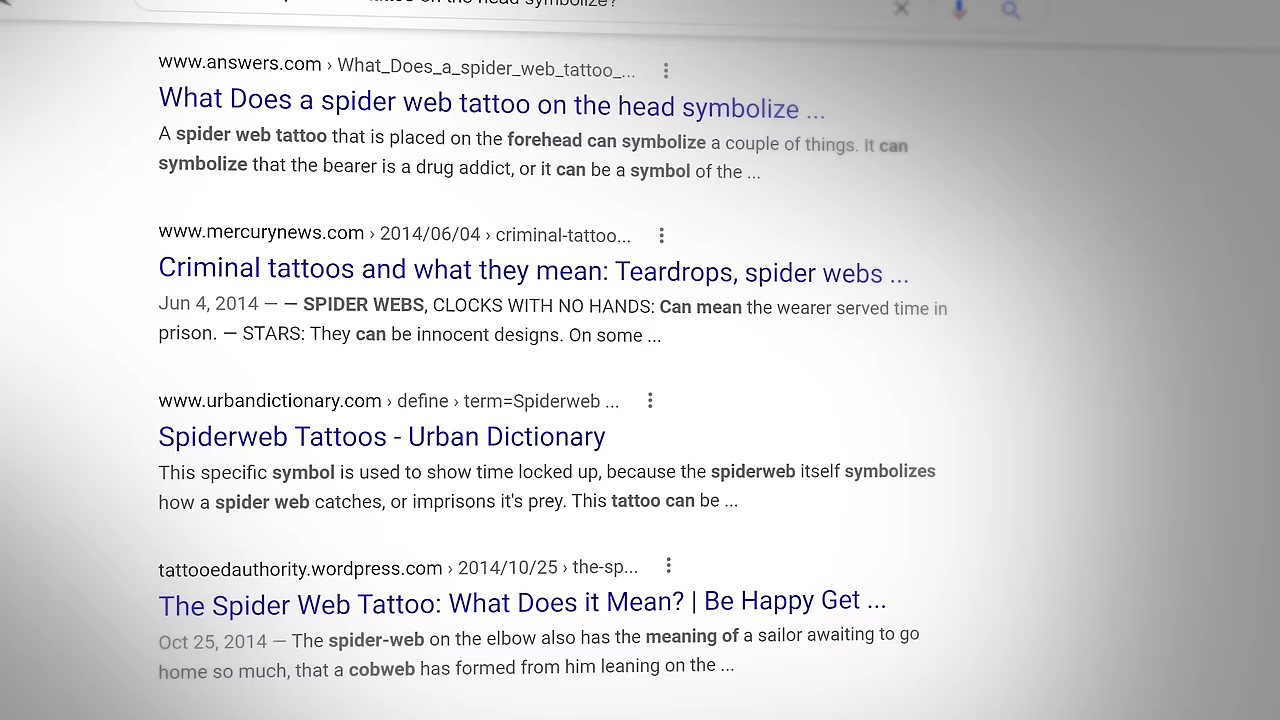 on the head symbolize?
www.answers.com › What_Does_a_spider_web_tattoo_...
What Does a spider web tattoo on the head symbolize ...
A spider web tattoo that is placed on the forehead can symbolize a couple of things. It can
symbolize that the bearer is a drug addict, or it can be a symbol of the ...
www.mercurynews.com › 2014/06/04 › criminal-tattoo...
Criminal tattoos and what they mean: Teardrops, spider webs ...
Jun 4, 2014 — — SPIDER WEBS, CLOCKS WITH NO HANDS: Can mean the wearer served time in
prison. — STARS: They can be innocent designs. On some ...
www.urbandictionary.com › define › term=Spiderweb ...
Spiderweb Tattoos - Urban Dictionary
This specific symbol is used to show time locked up, because the spiderweb itself symbolizes
how a spider web catches, or imprisons it's prey. This tattoo can be ...
tattooedauthority.wordpress.com › 2014/10/25 › the-sp...
The Spider Web Tattoo: What Does it Mean? | Be Happy Get ...
Oct 25, 2014 — The spider-web on the elbow also has the meaning of a sailor awaiting to go
home so much, that a cobweb has formed from him leaning on the ...